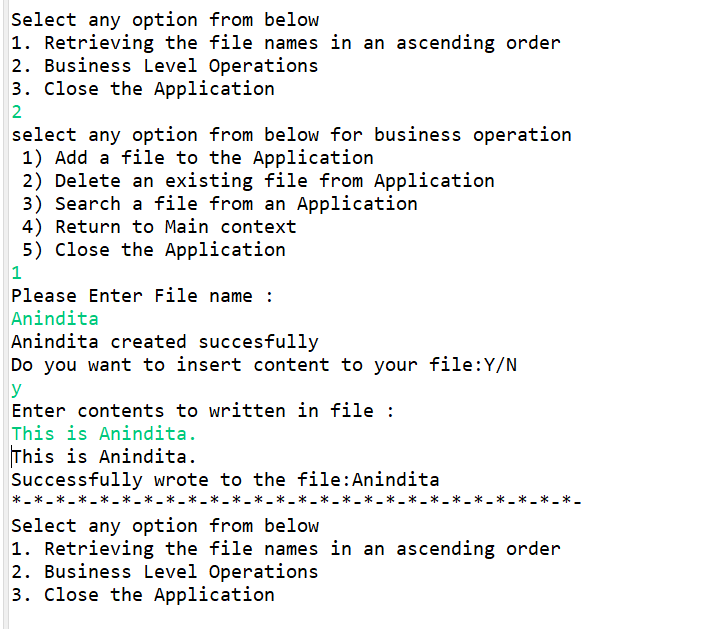 Select any option from below
1. Retrieving the file names in an ascending order
2. Business Level Operations
3. Close the Application
2
select any option from below for business operation
1) Add a file to the Application
2) Delete an existing file from Application
3) Search a file from an Application
4) Return to Main context
5) Close the Application
1
Please Enter File name :
Anindita
Anindita created succesfully
Do you want to insert content to your file:Y/N
y
Enter contents to written in file :
This is Anindita.
This is Anindita.
Successfully wrote to the file:Anindita
*-*-*-*-*-*-*-*-*-*-*-*-*-*-*-*-*-*-*-*-*-*-*-*-*-*-
Select any option from below
1. Retrieving the file names in an ascending order
2. Business Level Operations
3. Close the Application